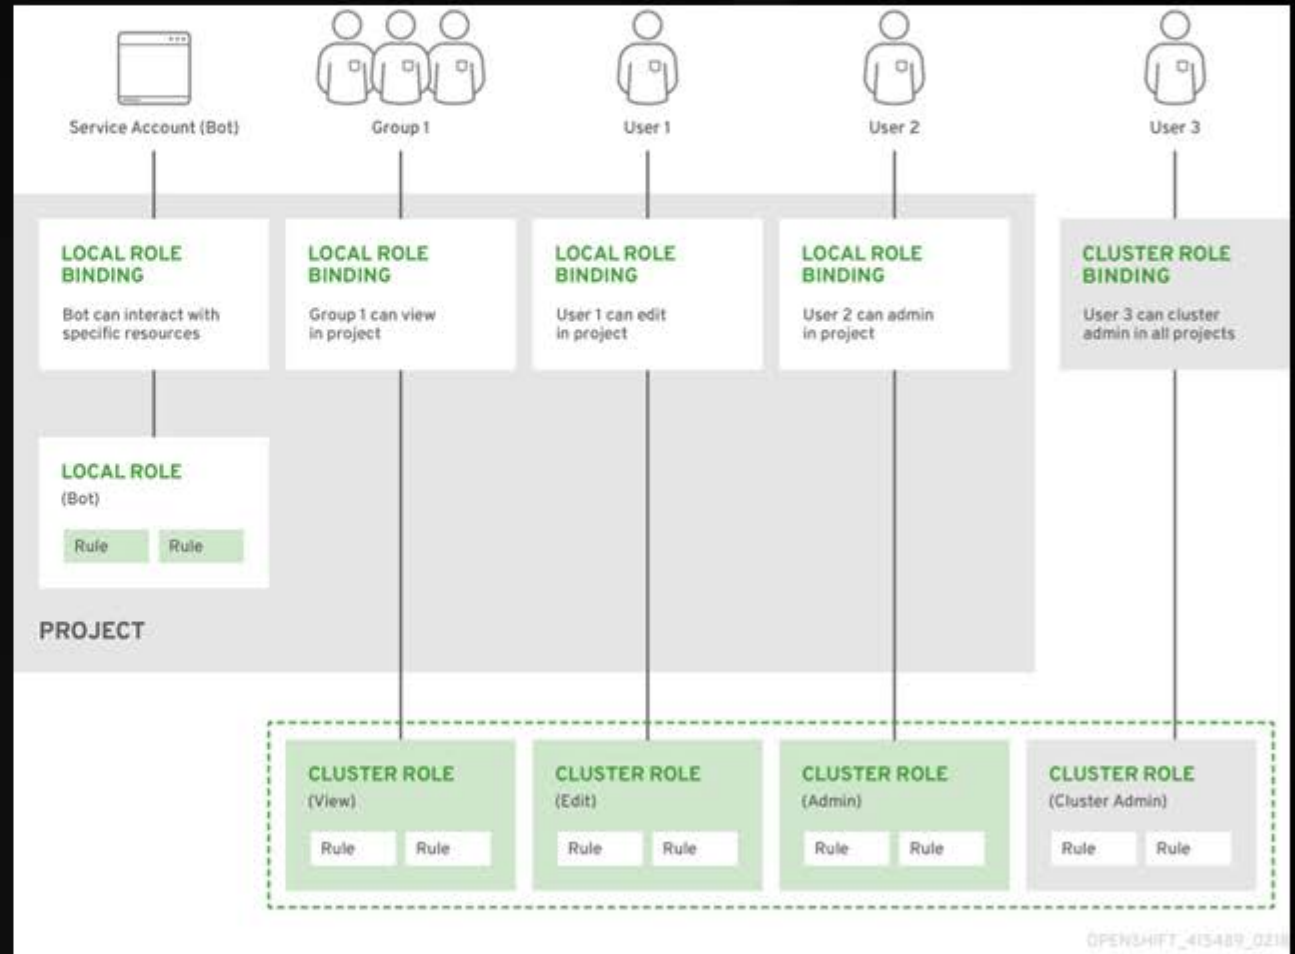 Service Account (Bot)
Group 1
User 1
User 2
User 3
LOCAL ROLE
BINDING
Bot can interact with
specific resources
LOCAL ROLE
BINDING
Group 1 can view
in project
LOCAL ROLE
BINDING
User 1 can edit
in project
LOCAL ROLE
BINDING
User 2 can admin
in project
CLUSTER ROLE
BINDING
User 3 can cluster
admin in all projects
LOCAL ROLE
(Bot)
Rule
Rule
PROJECT
CLUSTER ROLE
(View)
Rule
Rule
CLUSTER ROLE
(Edit)
Rule
Rule
CLUSTER ROLE
(Admin)
Rule
Rule
CLUSTER ROLE
(Cluster Admin)
Rule
Rule
OPENSHIFT_415489_0218